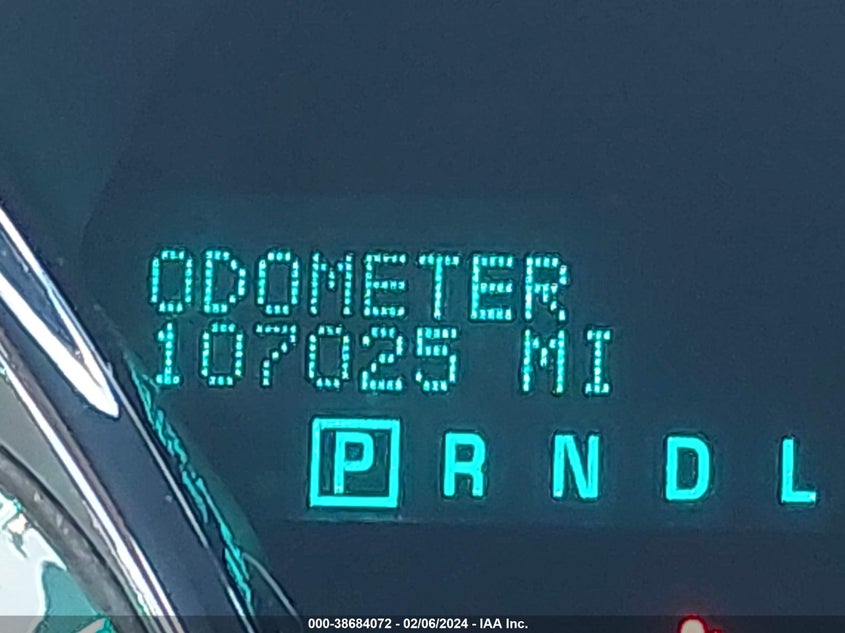 ODOMETER
107025 MI
P R N D L
000-38684072 - 02/06/2024 - IAA Inc.